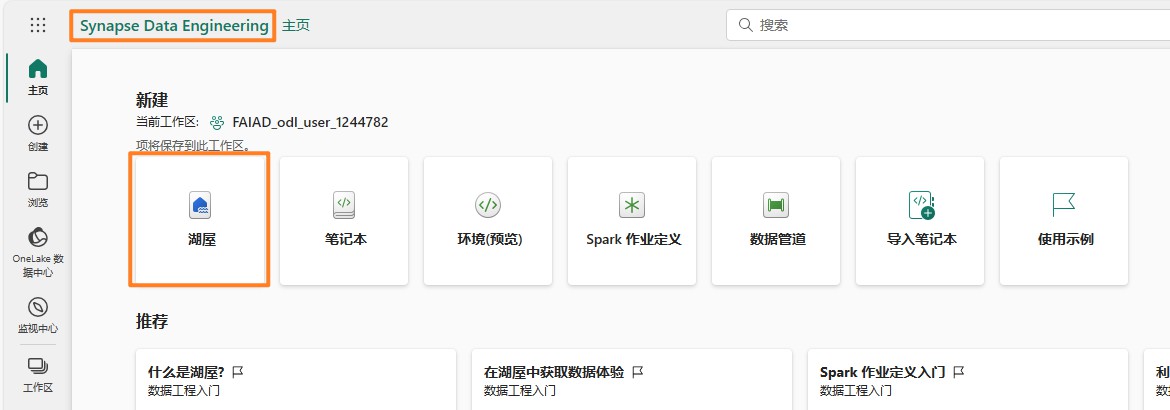 Synapse Data Engineering 主页
搜索
主页
创建
浏览
OneLake 数
据中心
监视中心
工作区
新建
当前工作区: FAIAD_odl_user_1244782
项将保存到此工作区。
湖屋
笔记本
环境(预览)
Spark 作业定义
数据管道
导入笔记本
使用示例
推荐
什么是湖屋?
数据工程入门
在湖屋中获取数据体验
数据工程入门
Spark 作业定义入门
数据工程入门
利
数